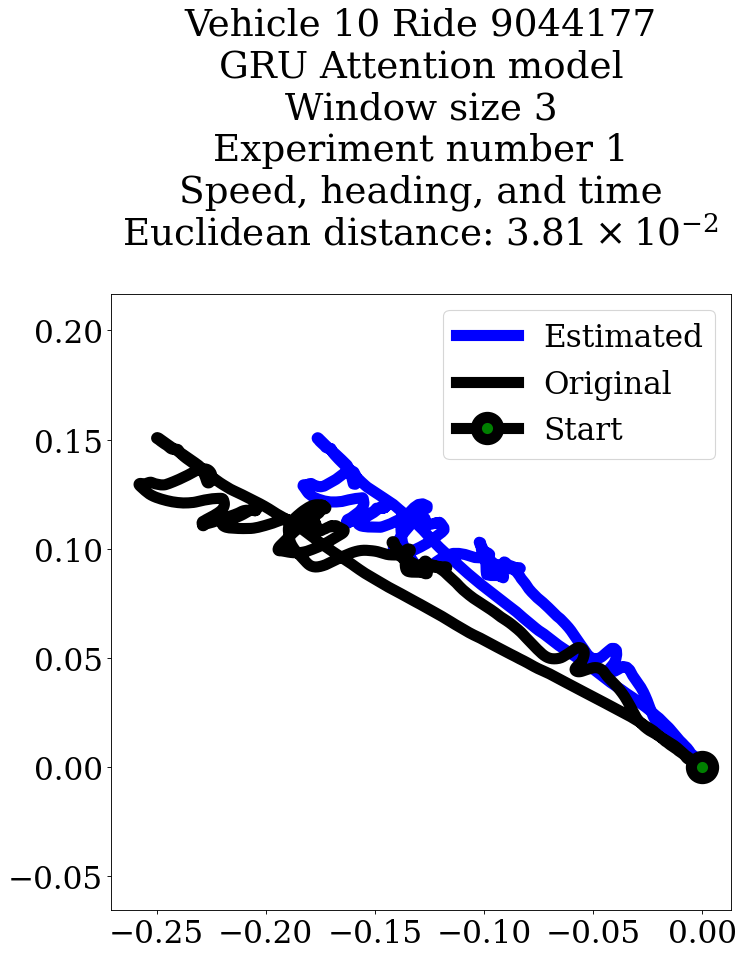 Vehicle 10 Ride 9044177
GRU Attention model
Window size 3
Experiment number 1
Speed, heading, and time
Euclidean distance: 3.81 × 10⁻²
Estimated
Original
Start
0.20
0.15
0.10
0.05
0.00
−0.05
−0.25 −0.20 −0.15 −0.10 −0.05 0.00